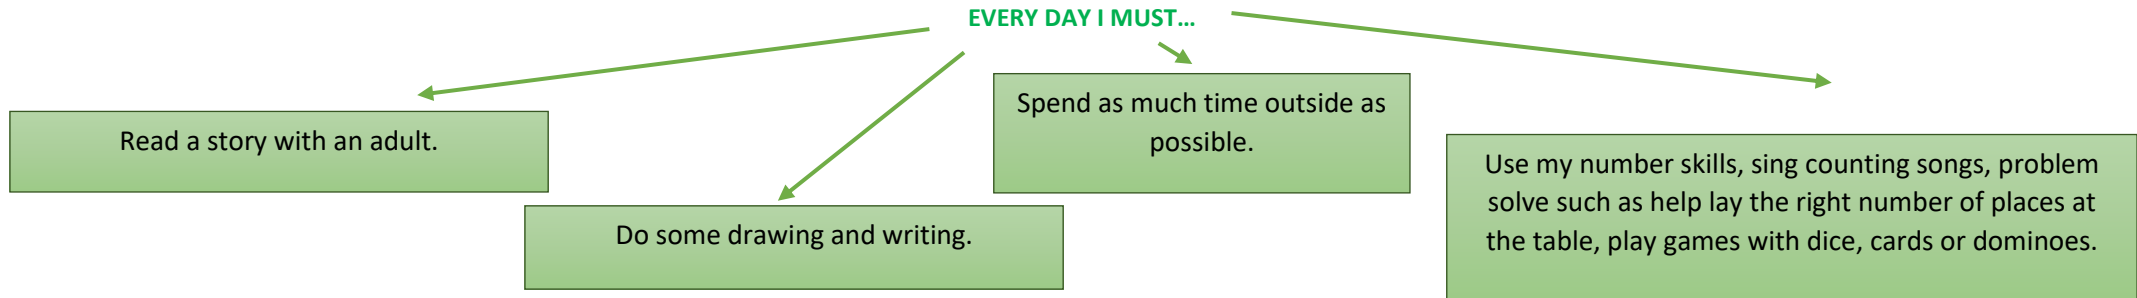 EVERY DAY I MUST…
Read a story with an adult.
Do some drawing and writing.
Spend as much time outside as
possible.
Use my number skills, sing counting songs, problem
solve such as help lay the right number of places at
the table, play games with dice, cards or dominoes.